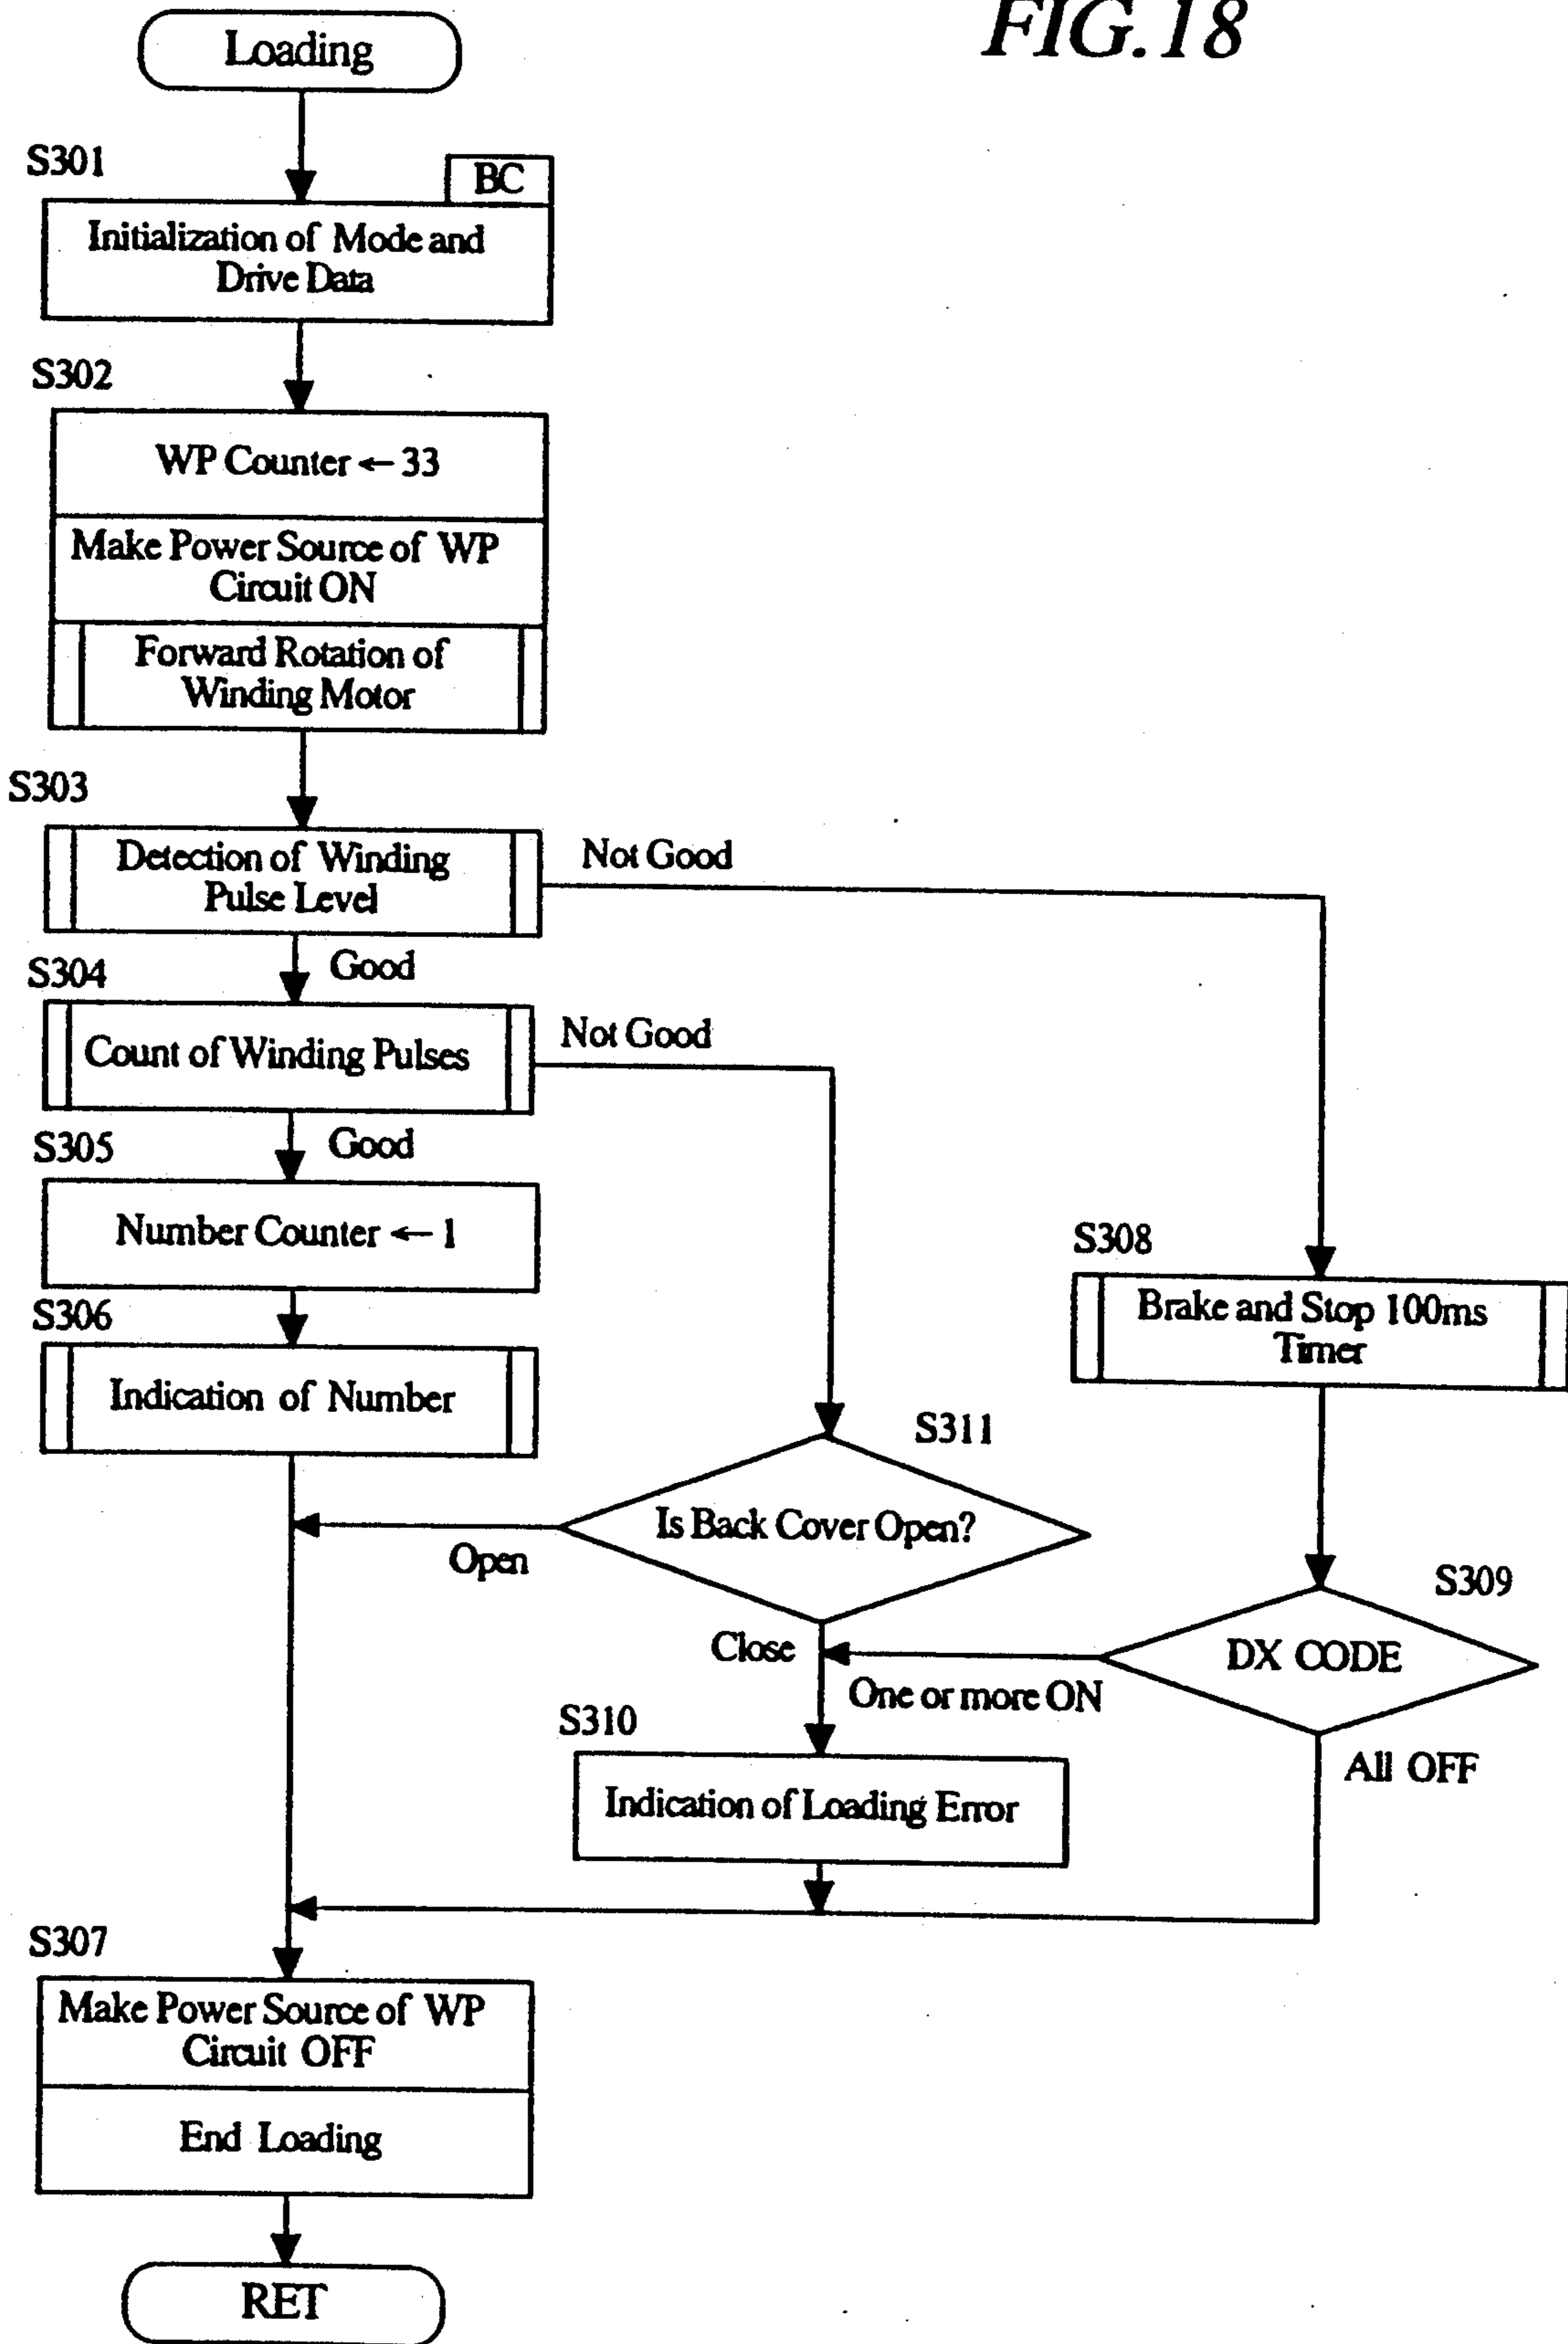 FIG.18
Loading
S301
BC
Initialization of Mode and
Drive Data
S302
WP Counter ← 33
Make Power Source of WP
Circuit ON
Forward Rotation of
Winding Motor
S303
Detection of Winding
Pulse Level
Not Good
Good
S304
Count of Winding Pulses
Not Good
Good
S305
Number Counter ← 1
S306
Indication of Number
S308
Brake and Stop 100ms
Timer
S311
Is Back Cover Open?
Open
Close
S309
DX CODE
One or more ON
All OFF
S310
Indication of Loading Error
S307
Make Power Source of WP
Circuit OFF
End Loading
RET